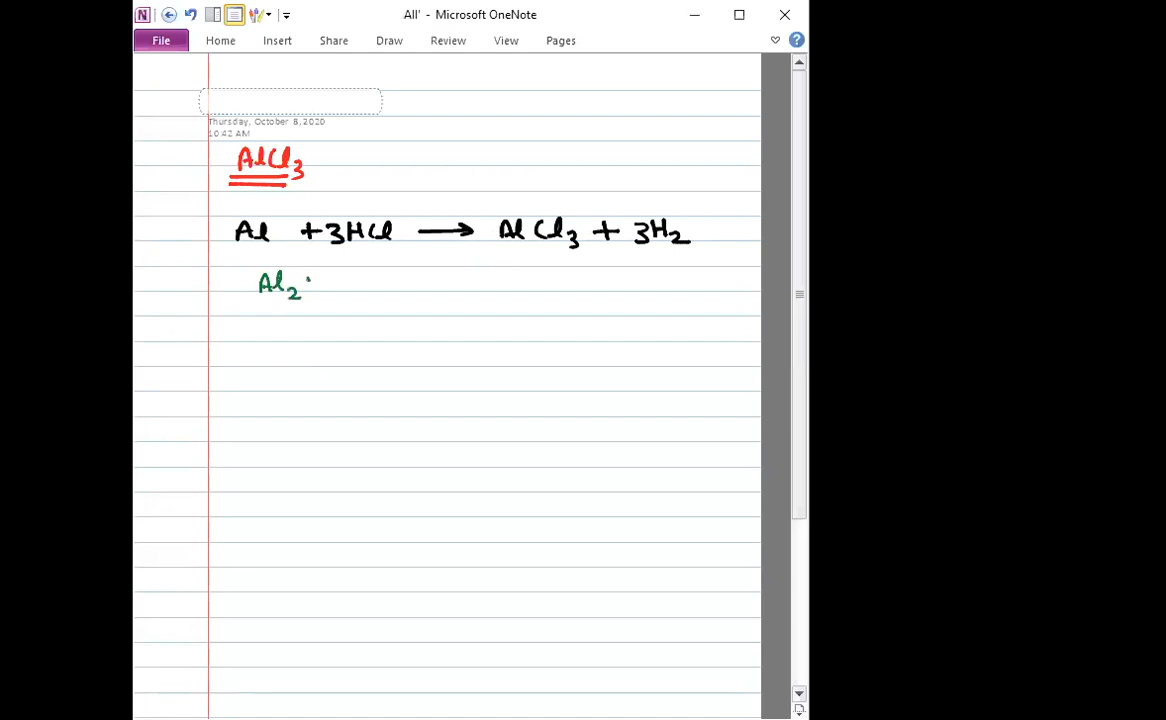 All' - Microsoft OneNote
File Home Insert Share Draw Review View Pages
Thursday, October 8, 2020
10:42 AM
AlCl₃
Al +3HCl → AlCl₃ + 3H₂
Al₂